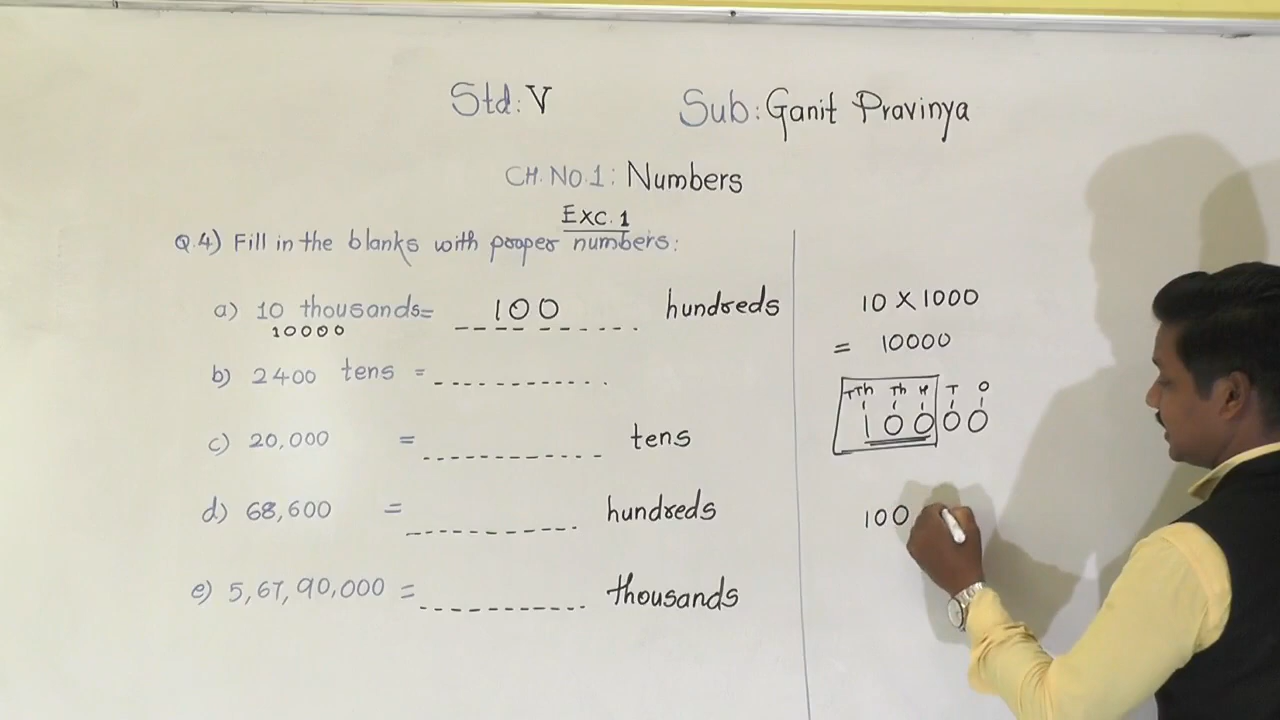 Std: V Sub: Ganit Pravinya
CH. NO. 1: Numbers
Exc. 1
Q.4) Fill in the blanks with proper numbers:
a) 10 thousands= 100 hundreds
10000
b) 2400 tens = ............
c) 20,000 = ............ tens
d) 68,600 = ............ hundreds
e) 5,67,90,000 = ............ thousands
10 X 1000
= 10000
TTh Th H T O
1 0 0 0 0
100